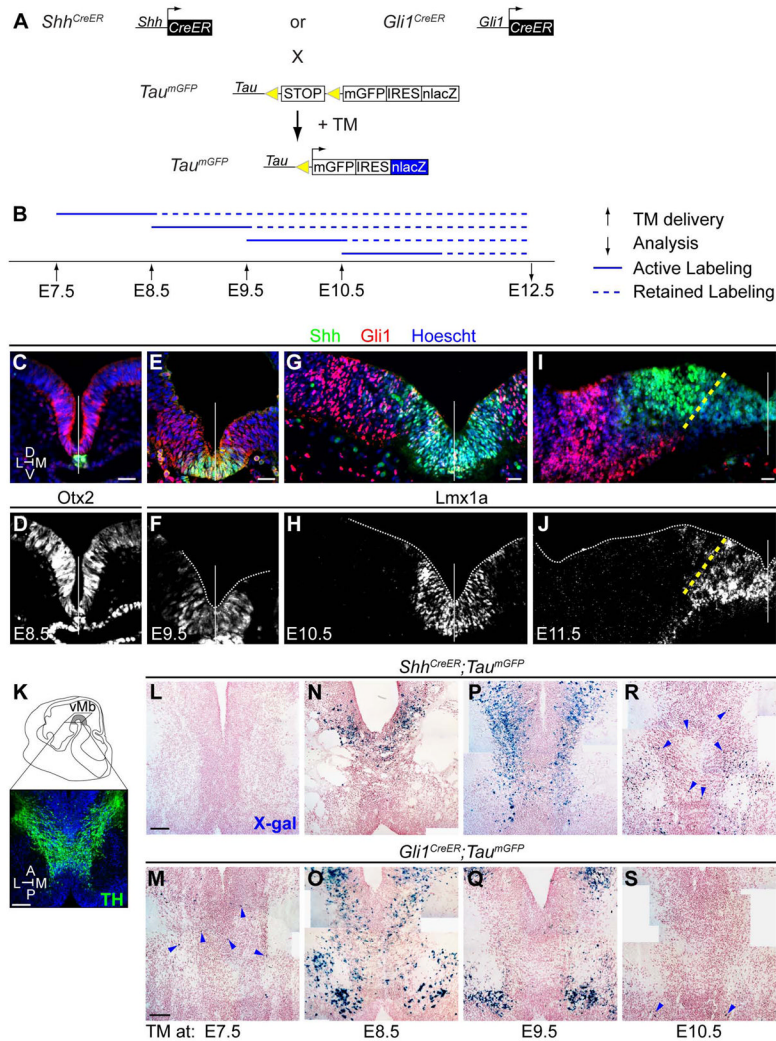 A
Shh^CreER
Shh
CreER
or
Gli1^CreER
Gli1
CreER
X
Tau^mGFP
Tau
STOP
mGFP
IRES
nlacZ
+ TM
Tau^mGFP
Tau
mGFP
IRES
nlacZ
B
E7.5
E8.5
E9.5
E10.5
E12.5
TM delivery
Analysis
Active Labeling
Retained Labeling
Shh Gli1 Hoescht
C
E
G
I
D
L M
V
Otx2
Lmx1a
D
F
H
J
E8.5
E9.5
E10.5
E11.5
K
vMb
A
L M
P
TH
Shh^CreER;Tau^mGFP
L
N
P
R
X-gal
Gli1^CreER;Tau^mGFP
M
O
Q
S
TM at: E7.5
E8.5
E9.5
E10.5